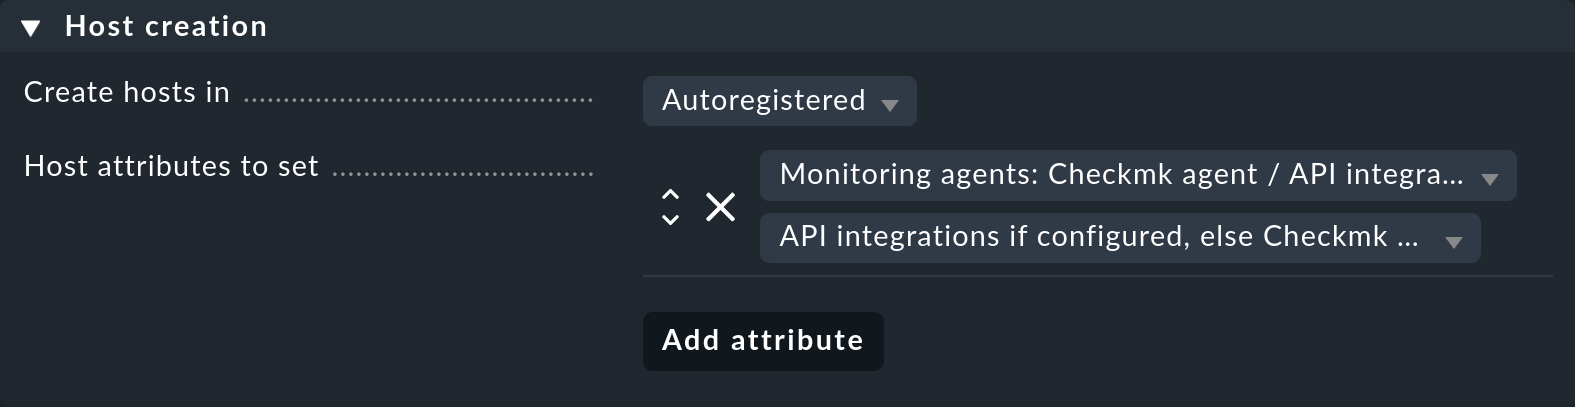 Host creation
Create hosts in
Autoregistered
Host attributes to set
Monitoring agents: Checkmk agent / API integra...
API integrations if configured, else Checkmk ...
Add attribute